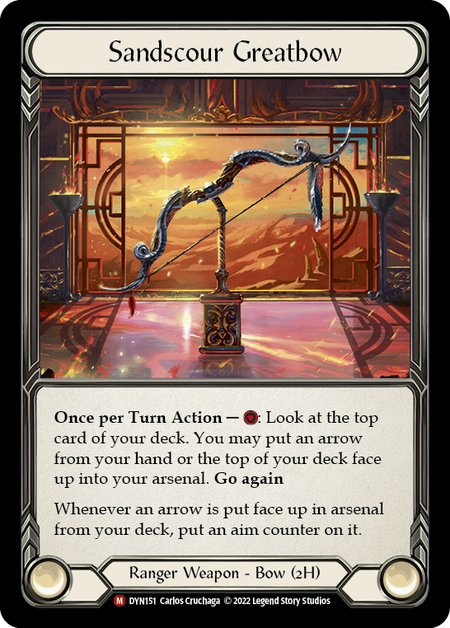 Sandscour Greatbow
Once per Turn Action — : Look at the top
card of your deck. You may put an arrow
from your hand or the top of your deck face
up into your arsenal. Go again
Whenever an arrow is put face up in arsenal
from your deck, put an aim counter on it.
Ranger Weapon - Bow (2H)
M DYN151 Carlos Cruchaga © 2022 Legend Story Studios